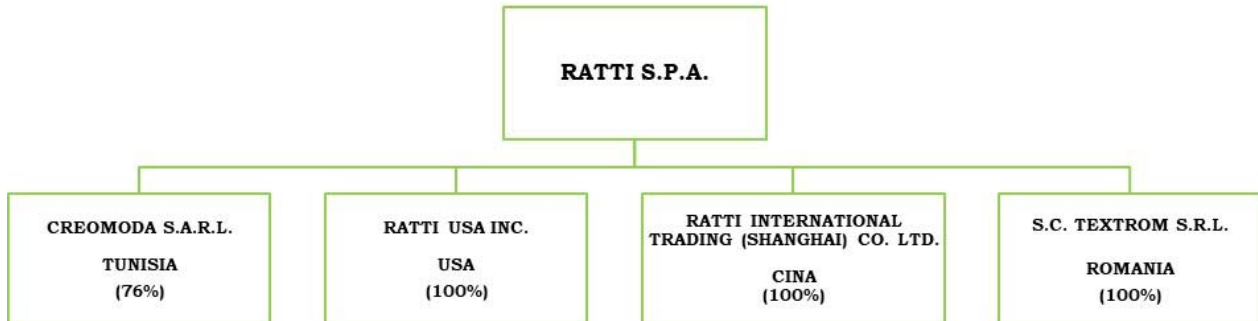 RATTI S.P.A.
CREOMODA S.A.R.L.
TUNISIA
(76%)
RATTI USA INC.
USA
(100%)
RATTI INTERNATIONAL
TRADING (SHANGHAI) CO. LTD.
CINA
(100%)
S.C. TEXTROM S.R.L.
ROMANIA
(100%)